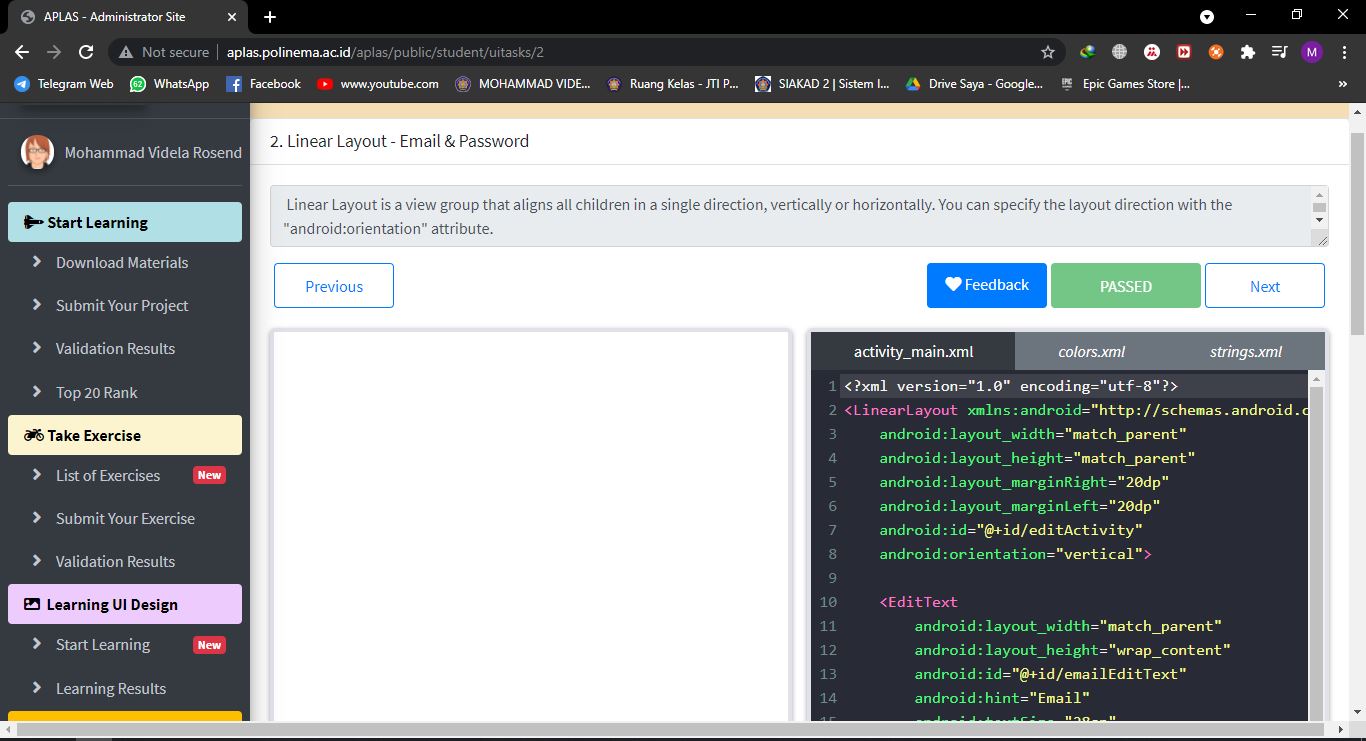 APLAS - Administrator Site
Not secure
aplas.polinema.ac.id/aplas/public/student/uitasks/2
M
Telegram Web
62
WhatsApp
Facebook
www.youtube.com
MOHAMMAD VIDE...
Ruang Kelas - JTI P...
SIAKAD 2 | Sistem I...
Drive Saya - Google...
Epic Games Store |...
»
Mohammad Videla Rosend
Start Learning
Download Materials
Submit Your Project
Validation Results
Top 20 Rank
Take Exercise
List of Exercises New
Submit Your Exercise
Validation Results
Learning UI Design
Start Learning New
Learning Results
2. Linear Layout - Email & Password
Linear Layout is a view group that aligns all children in a single direction, vertically or horizontally. You can specify the layout direction with the
"android:orientation" attribute.
Previous
Feedback
PASSED
Next
activity_main.xml
colors.xml
strings.xml
1 <?xml version="1.0" encoding="utf-8"?>
2 <LinearLayout xmlns:android="http://schemas.android.c
3 android:layout_width="match_parent"
4 android:layout_height="match_parent"
5 android:layout_marginRight="20dp"
6 android:layout_marginLeft="20dp"
7 android:id="@+id/editActivity"
8 android:orientation="vertical">
9
10 <EditText
11 android:layout_width="match_parent"
12 android:layout_height="wrap_content"
13 android:id="@+id/emailEditText"
14 android:hint="Email"